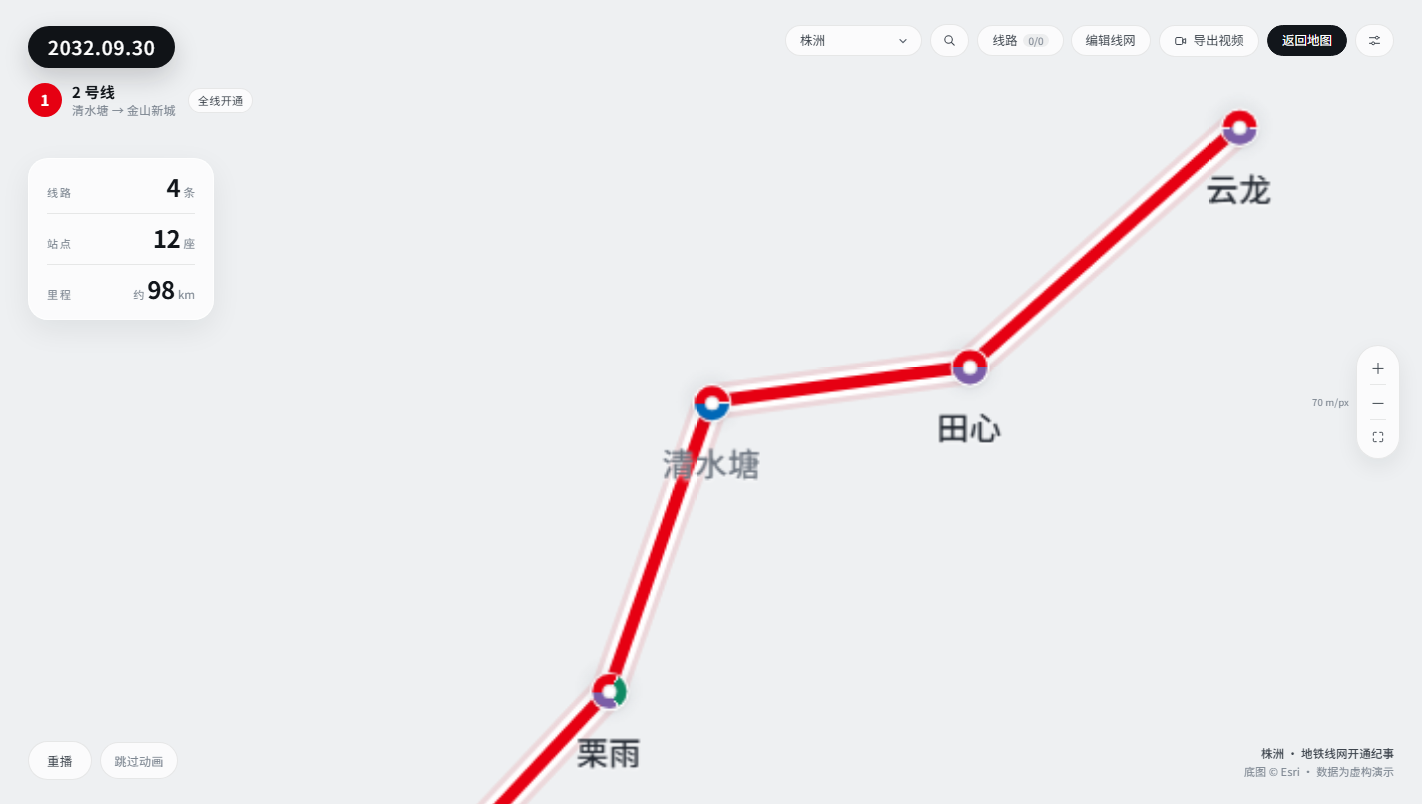 2032.09.30
株洲
线路 0/0
编辑线网
导出视频
返回地图
1
2 号线
清水塘 → 金山新城
全线开通
线路 4 条
站点 12 座
里程 约 98 km
云龙
田心
清水塘
栗雨
70 m/px
重播
跳过动画
株洲 · 地铁线网开通纪事
底图 © Esri · 数据为虚构演示